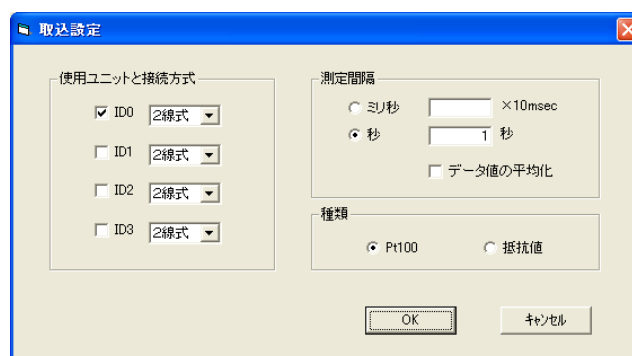 取込設定
使用ユニットと接続方式
ID0 2線式
ID1 2線式
ID2 2線式
ID3 2線式
測定間隔
ミリ秒 ×10msec
秒 1 秒
データ値の平均化
種類
Pt100 抵抗値
OK キャンセル